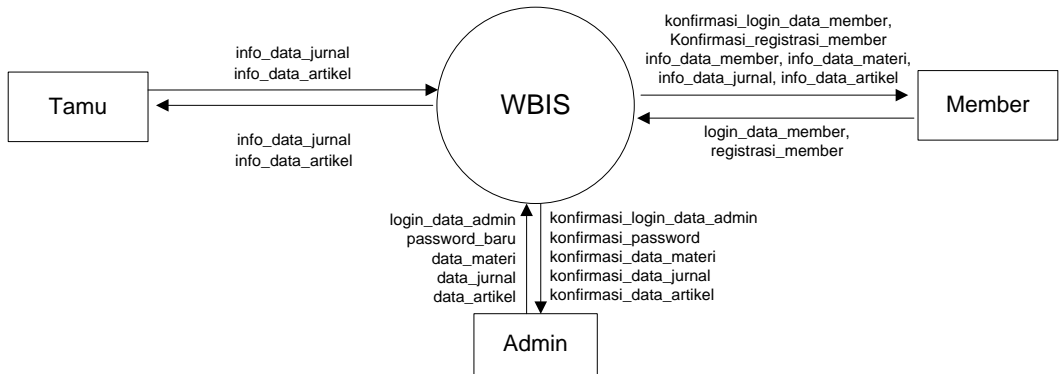 info_data_jurnal
info_data_artikel
Tamu
info_data_jurnal
info_data_artikel
WBIS
konfirmasi_login_data_member,
Konfirmasi_registrasi_member
info_data_member, info_data_materi,
info_data_jurnal, info_data_artikel
Member
login_data_member,
registrasi_member
login_data_admin
password_baru
data_materi
data_jurnal
data_artikel
konfirmasi_login_data_admin
konfirmasi_password
konfirmasi_data_materi
konfirmasi_data_jurnal
konfirmasi_data_artikel
Admin